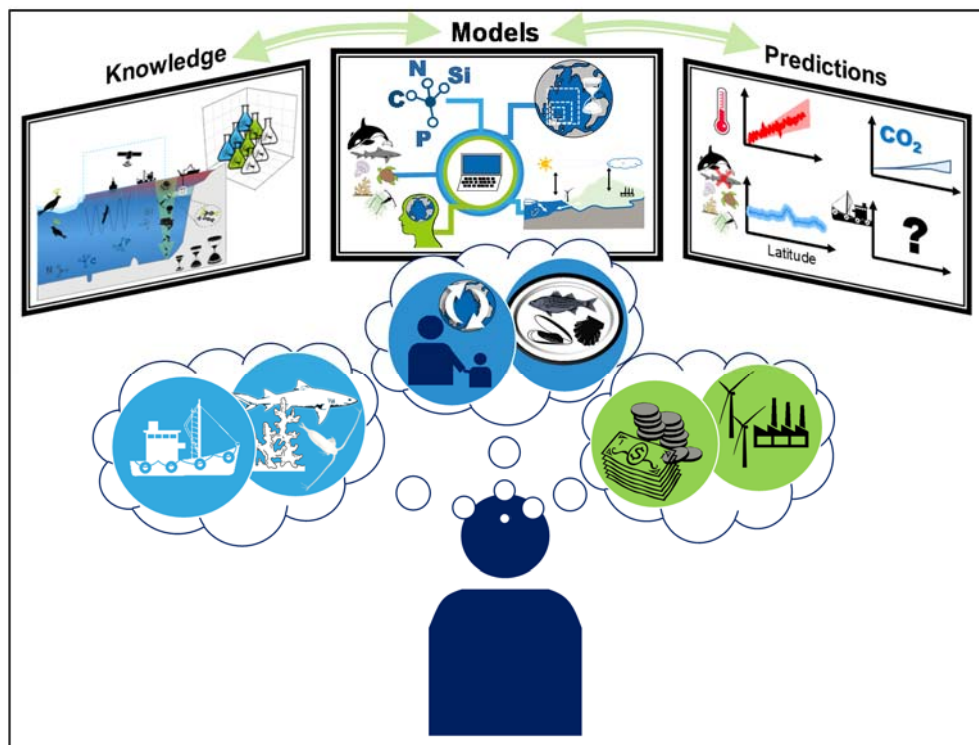 Knowledge
Models
Predictions
N
Si
C
P
CO₂
Latitude
?
$
N